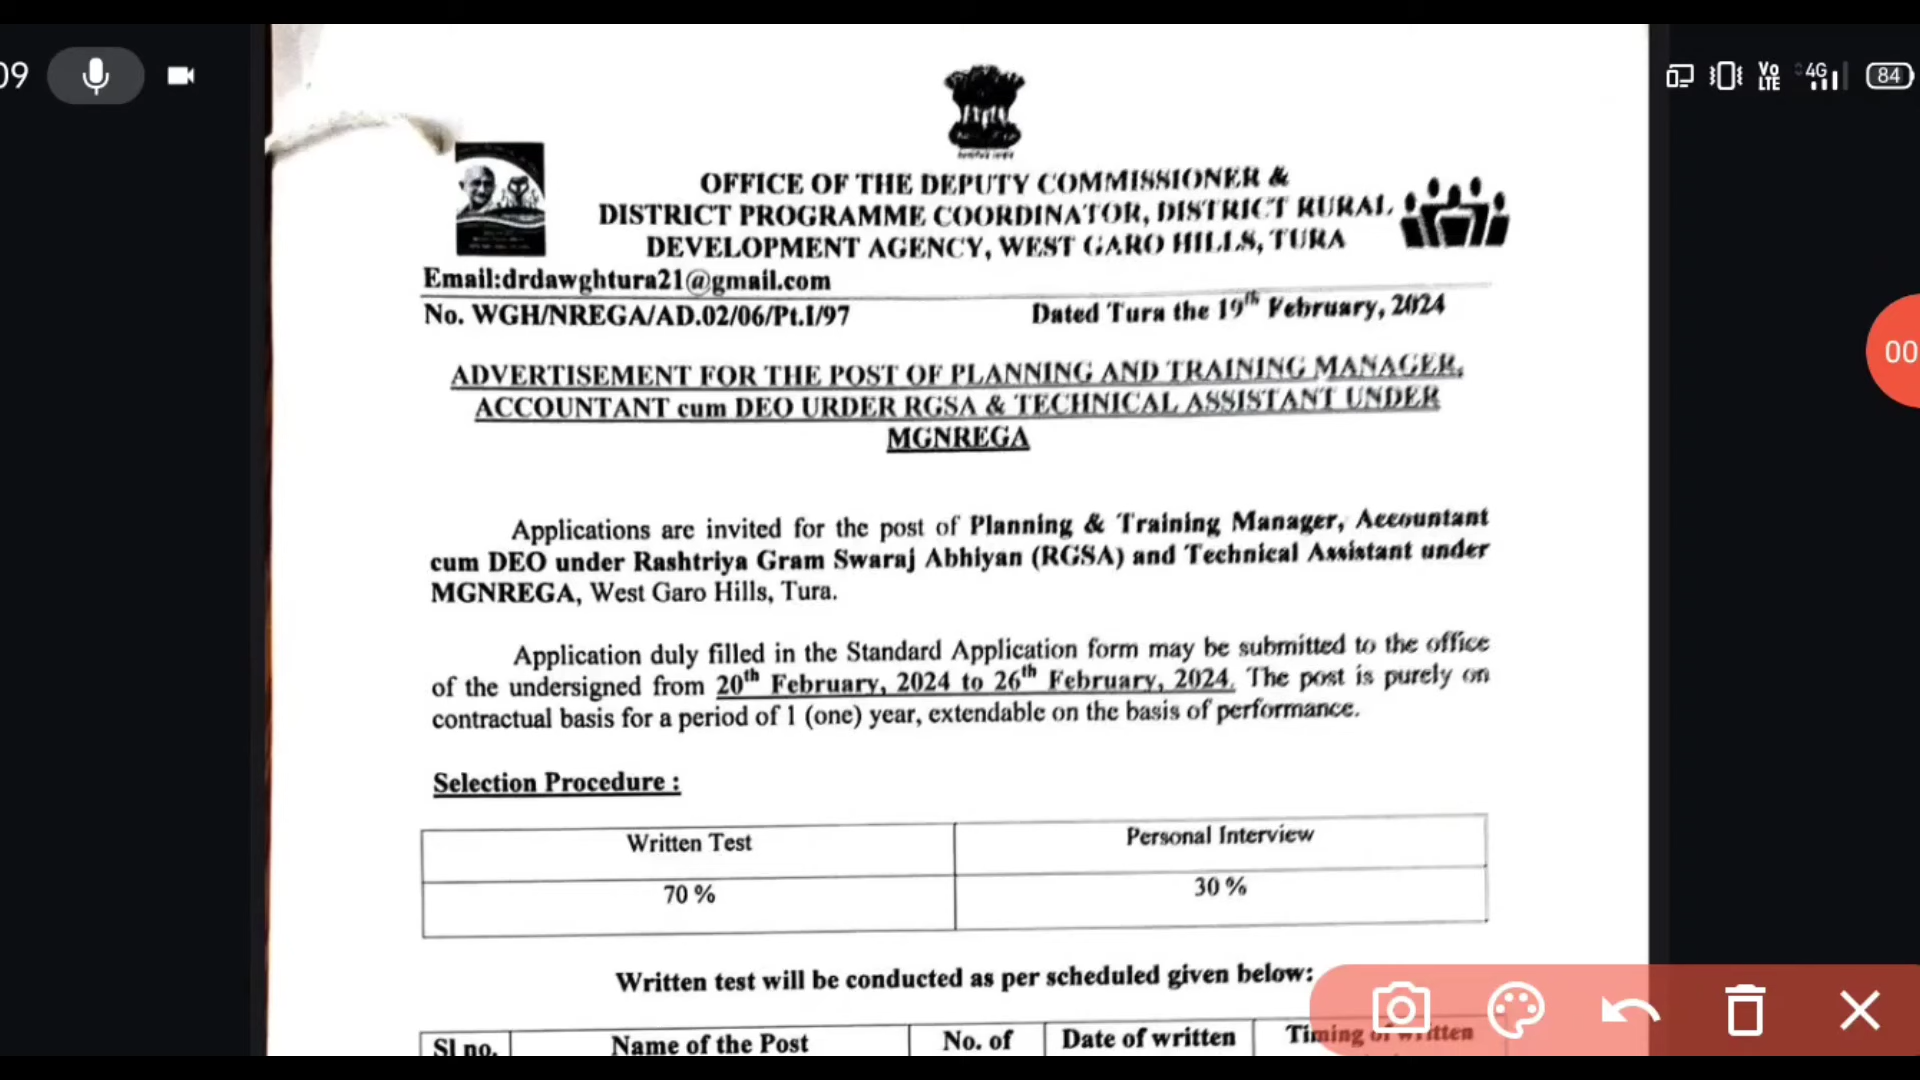 09
Vo LTE 4G 84
OFFICE OF THE DEPUTY COMMISSIONER &
DISTRICT PROGRAMME COORDINATOR, DISTRICT RURAL
DEVELOPMENT AGENCY, WEST GARO HILLS, TURA
Email:drdawghtura21@gmail.com
No. WGH/NREGA/AD.02/06/Pt.I/97
Dated Tura the 19th February, 2024
00
ADVERTISEMENT FOR THE POST OF PLANNING AND TRAINING MANAGER,
ACCOUNTANT cum DEO URDER RGSA & TECHNICAL ASSISTANT UNDER
MGNREGA
Applications are invited for the post of Planning & Training Manager, Accountant
cum DEO under Rashtriya Gram Swaraj Abhiyan (RGSA) and Technical Assistant under
MGNREGA, West Garo Hills, Tura.
Application duly filled in the Standard Application form may be submitted to the office
of the undersigned from 20th February, 2024 to 26th February, 2024. The post is purely on
contractual basis for a period of 1 (one) year, extendable on the basis of performance.
Selection Procedure :
Written Test
Personal Interview
70 %
30 %
Written test will be conducted as per scheduled given below:
Sl no.
Name of the Post
No. of
Date of written
Timing of written